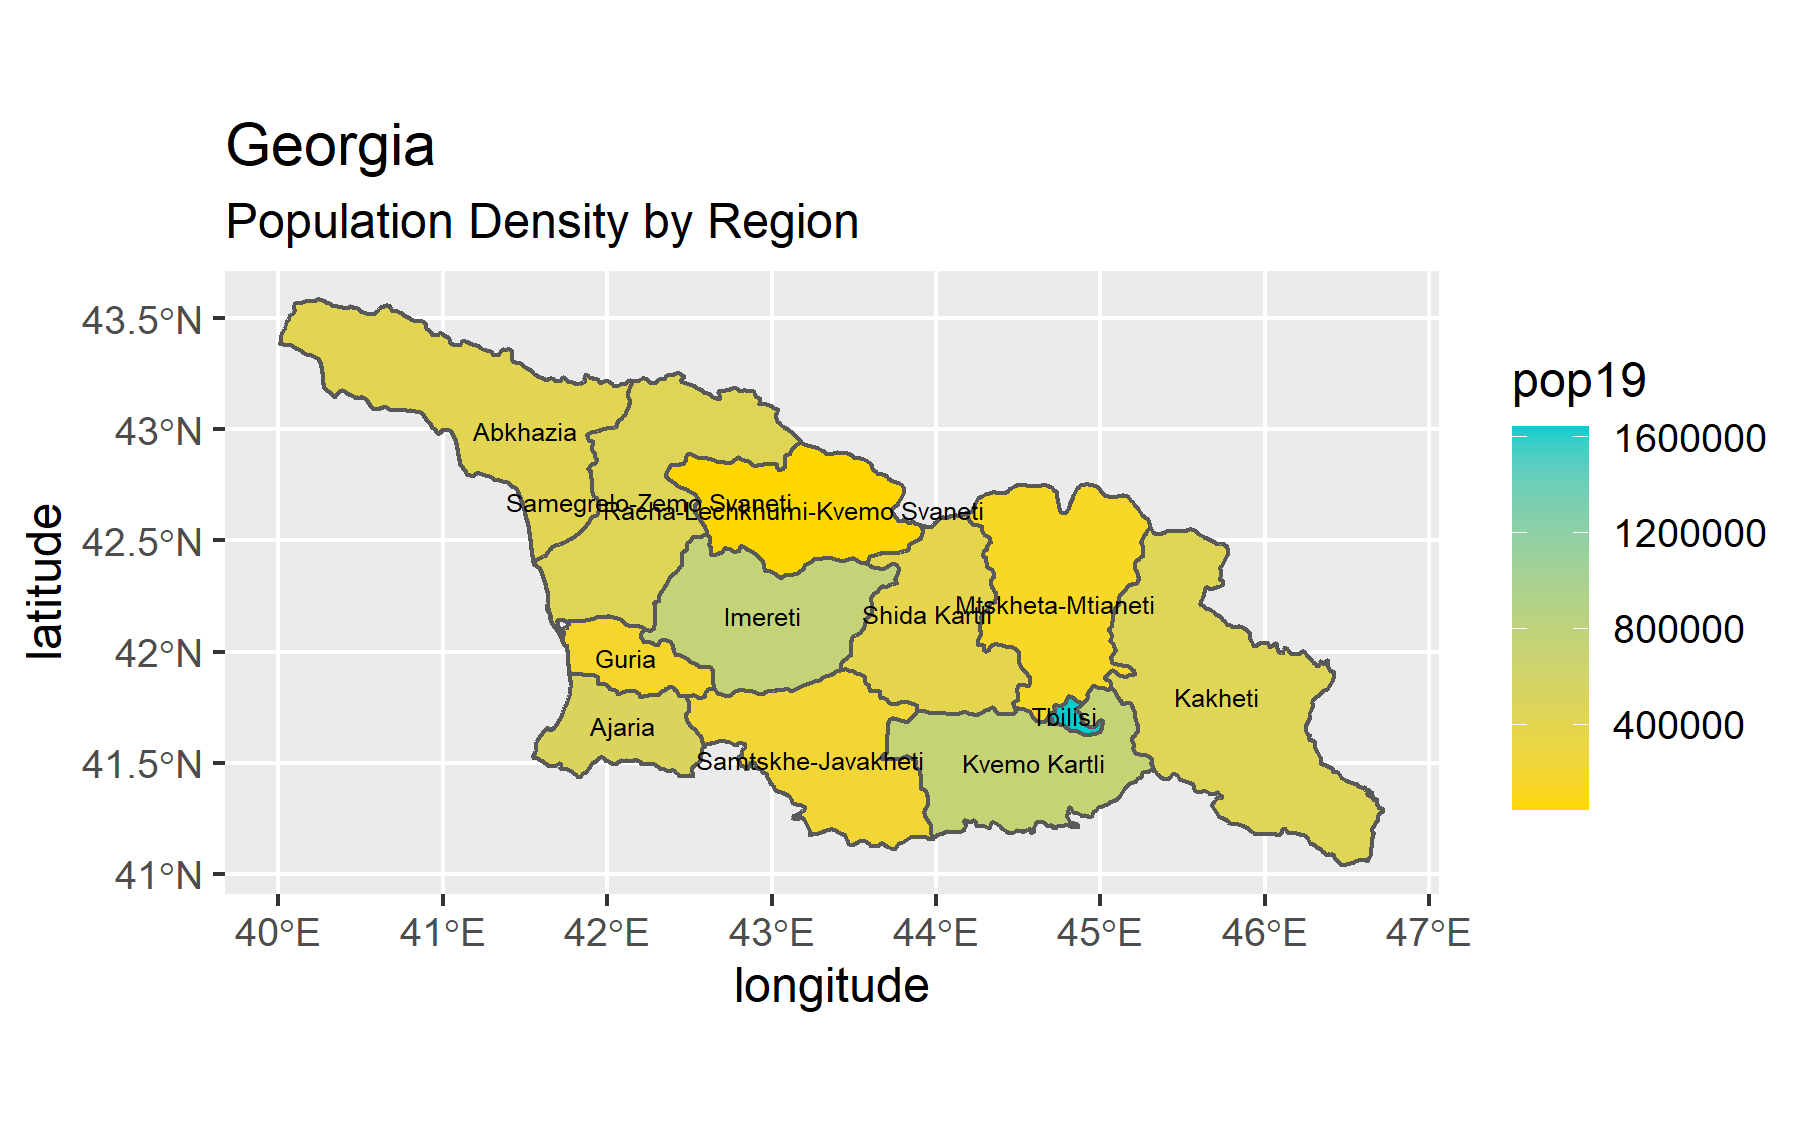 Georgia
Population Density by Region
43.5°N
43°N
42.5°N
42°N
41.5°N
41°N
latitude
Abkhazia
Samegrelo-Zemo Svaneti
Racha-Lechkhumi-Kvemo Svaneti
Imereti
Shida Kartli
Mtskheta-Mtianeti
Guria
Kakheti
Ajaria
Tbilisi
Samtskhe-Javakheti
Kvemo Kartli
40°E 41°E 42°E 43°E 44°E 45°E 46°E 47°E
longitude
pop19
1600000
1200000
800000
400000